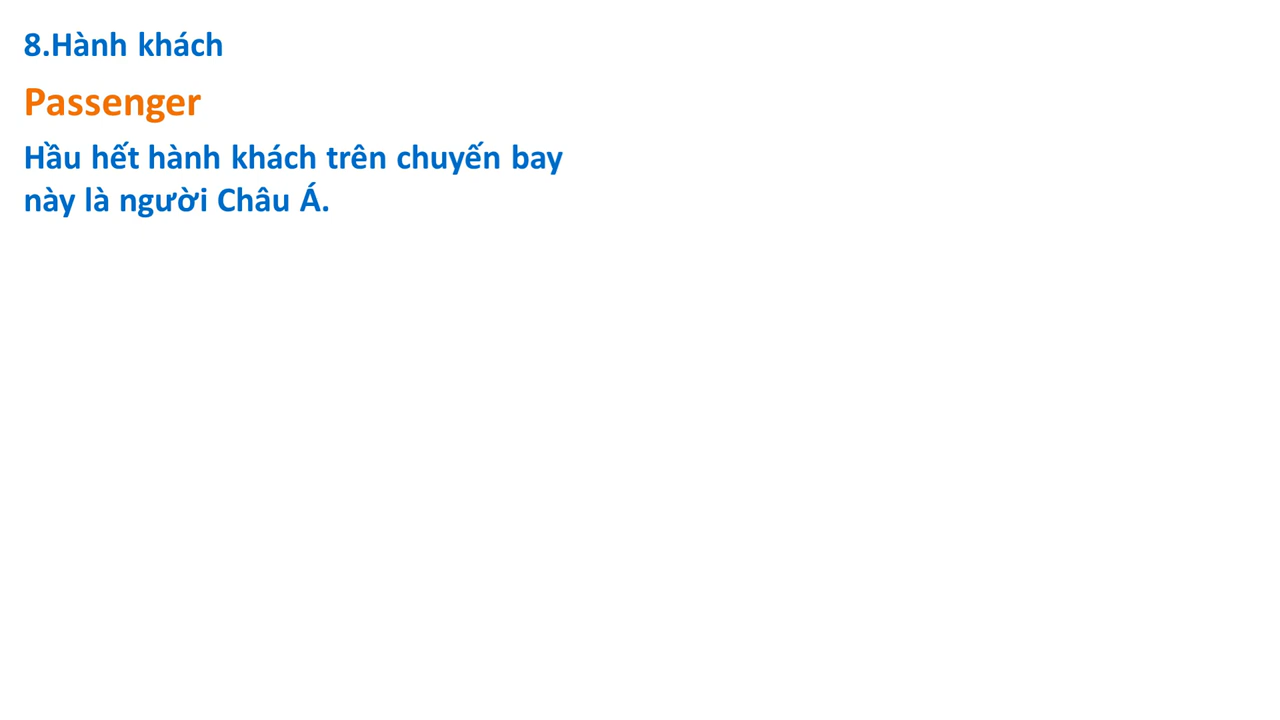 8.Hành khách
Passenger
Hầu hết hành khách trên chuyến bay
này là người Châu Á.